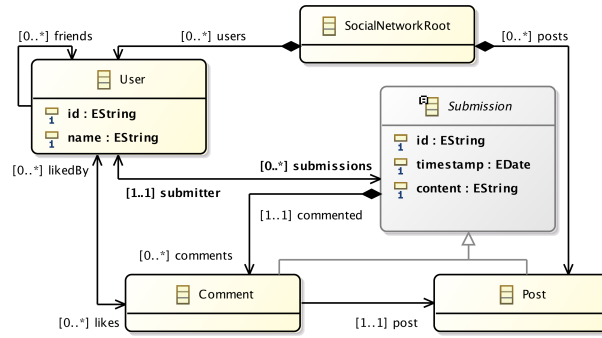 SocialNetworkRoot
[0..*] friends
[0..*] users
[0..*] posts
User
id : EString
name : EString
Submission
id : EString
timestamp : EDate
content : EString
[0..*] likedBy
[0..*] submissions
[1..1] submitter
[1..1] commented
[0..*] comments
Comment
Post
[0..*] likes
[1..1] post